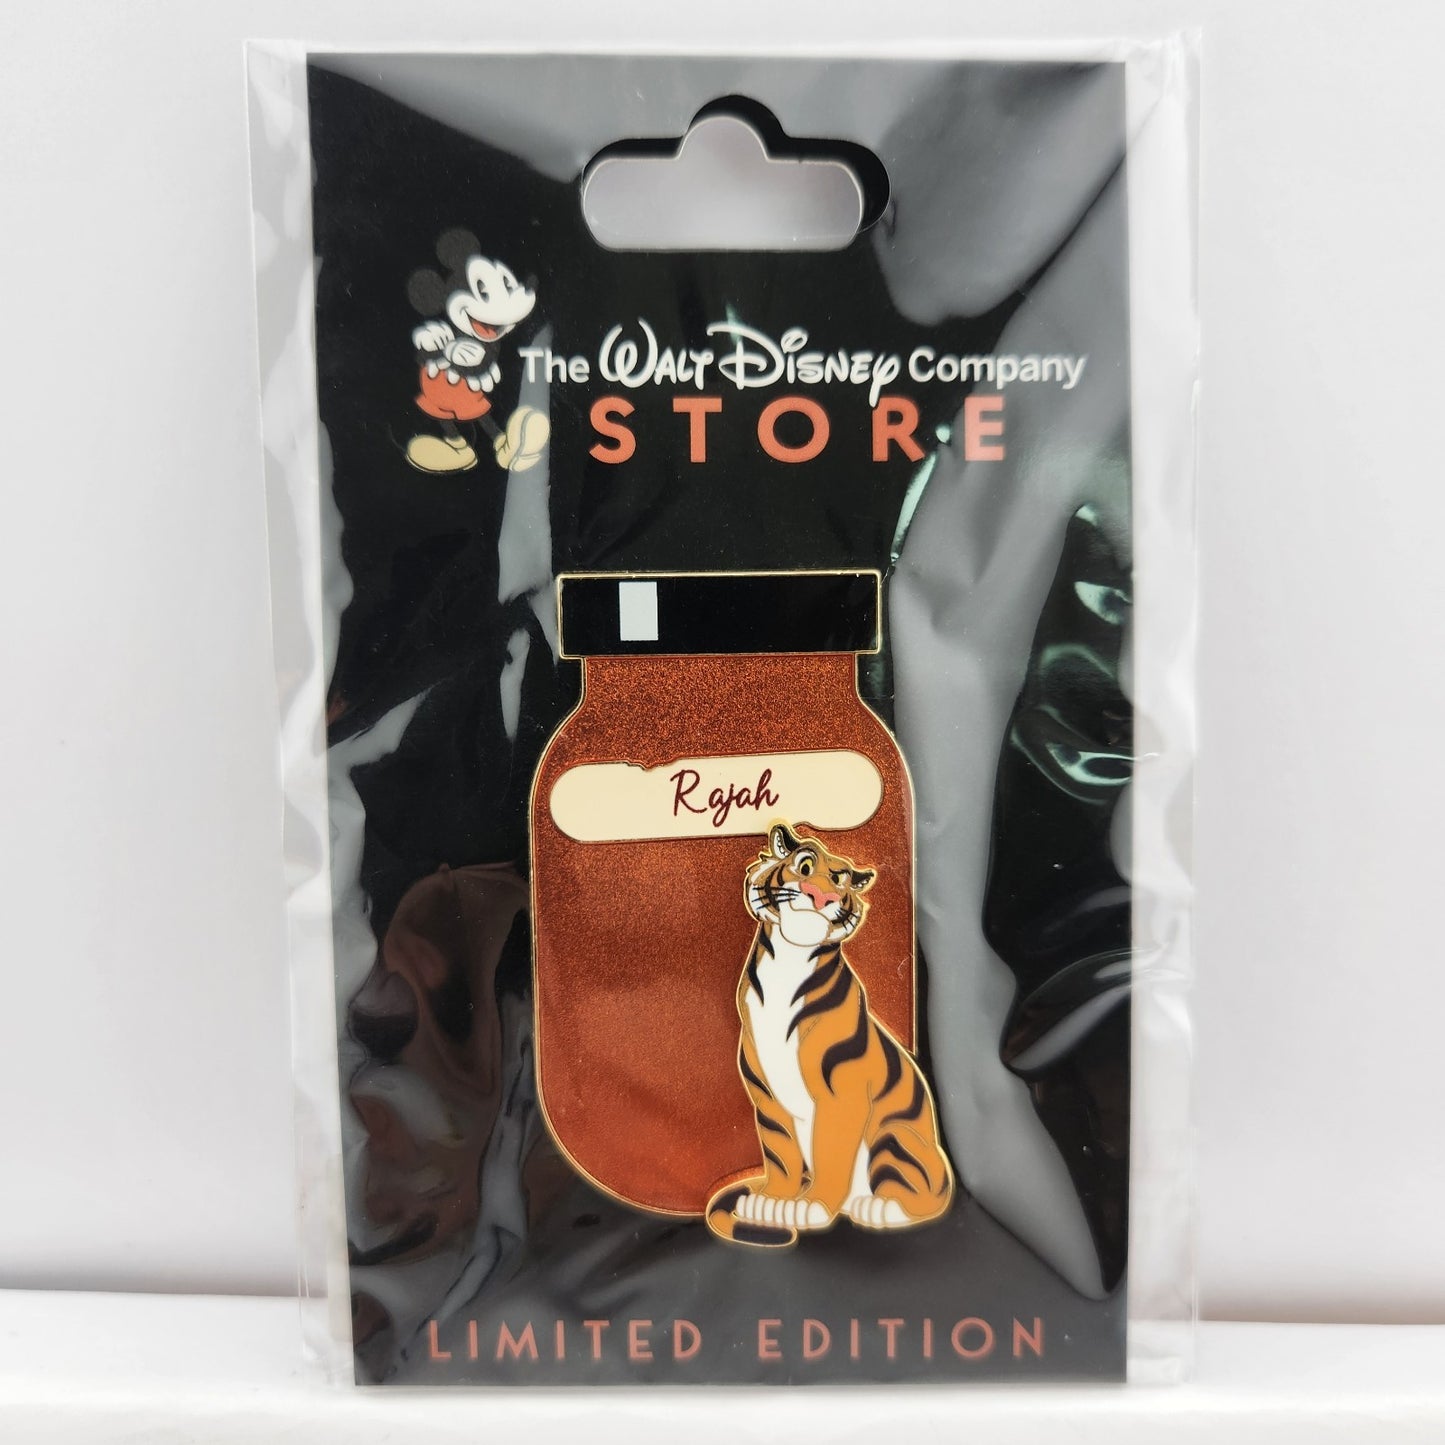 The WALT DISNEY Company
STORE
Rajah
LIMITED EDITION